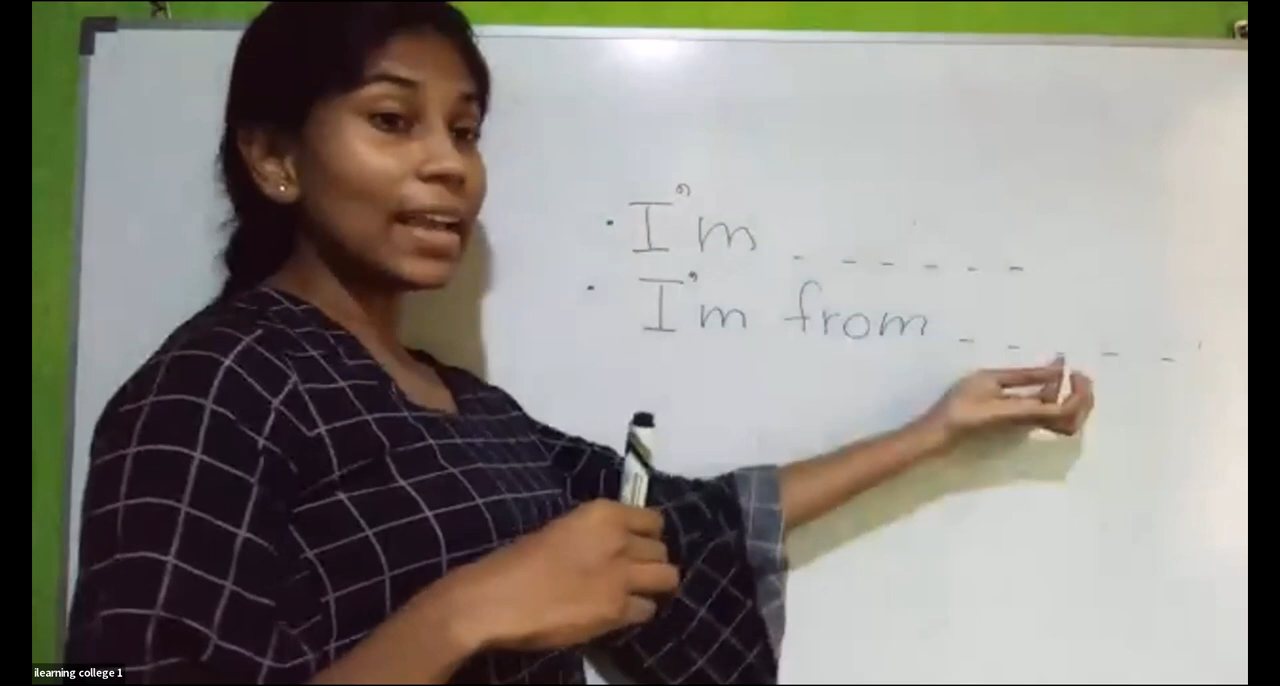 • I'm _ _ _ _ _ _
• I'm from _ _ _ _ _
ilearning college 1